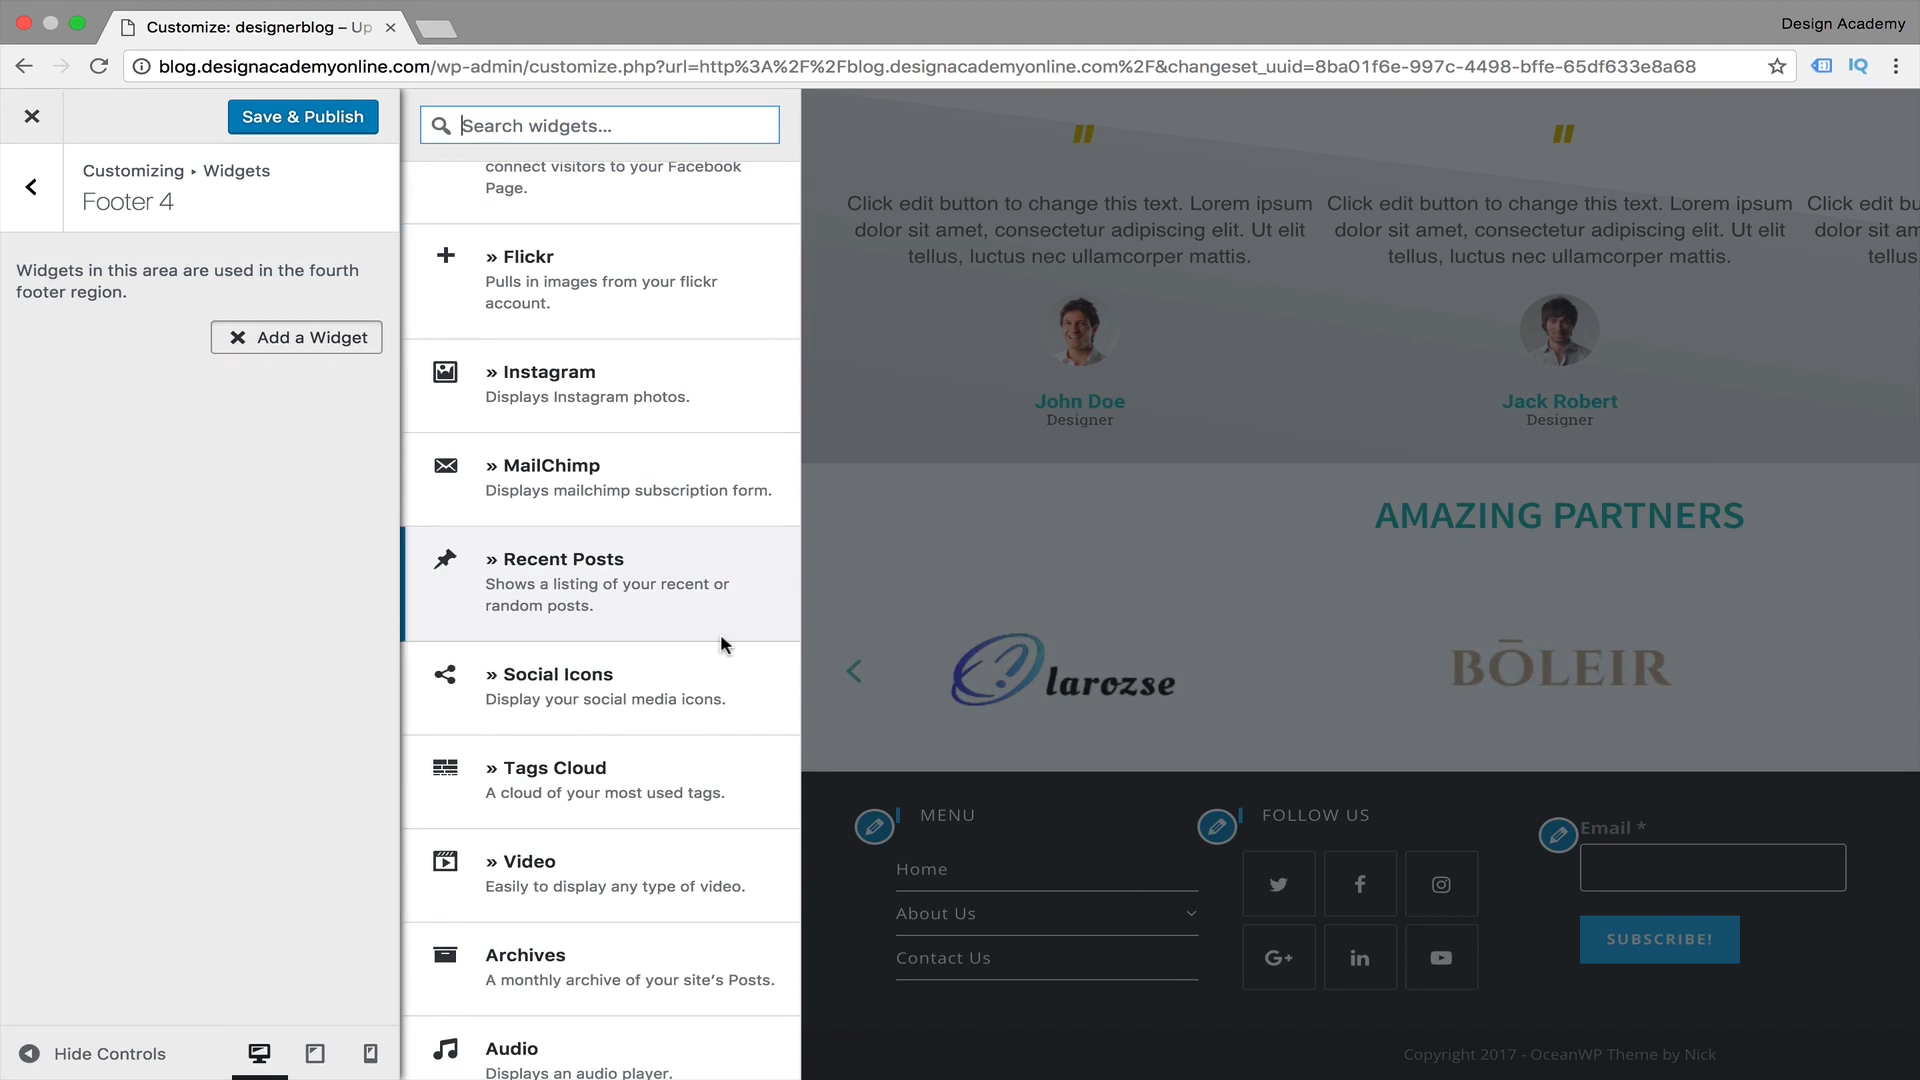 Customize: designerblog – Up
Design Academy
blog.designacademyonline.com/wp-admin/customize.php?url=http%3A%2F%2Fblog.designacademyonline.com%2F&changeset_uuid=8ba01f6e-997c-4498-bffe-65df633e8a68
IQ
Save & Publish
Customizing ▸ Widgets
Footer 4
Widgets in this area are used in the fourth
footer region.
Add a Widget
Hide Controls
Search widgets...
connect visitors to your Facebook
Page.
» Flickr
Pulls in images from your flickr
account.
» Instagram
Displays Instagram photos.
» MailChimp
Displays mailchimp subscription form.
» Recent Posts
Shows a listing of your recent or
random posts.
» Social Icons
Display your social media icons.
» Tags Cloud
A cloud of your most used tags.
» Video
Easily to display any type of video.
Archives
A monthly archive of your site’s Posts.
Audio
Displays an audio player.
Click edit button to change this text. Lorem ipsum
dolor sit amet, consectetur adipiscing elit. Ut elit
tellus, luctus nec ullamcorper mattis.
John Doe
Designer
Click edit button to change this text. Lorem ipsum
dolor sit amet, consectetur adipiscing elit. Ut elit
tellus, luctus nec ullamcorper mattis.
Jack Robert
Designer
Click edit bu
dolor sit am
tellus,
AMAZING PARTNERS
larozse
BŌLEIR
MENU
Home
About Us
Contact Us
FOLLOW US
G+
in
Email *
SUBSCRIBE!
Copyright 2017 - OceanWP Theme by Nick